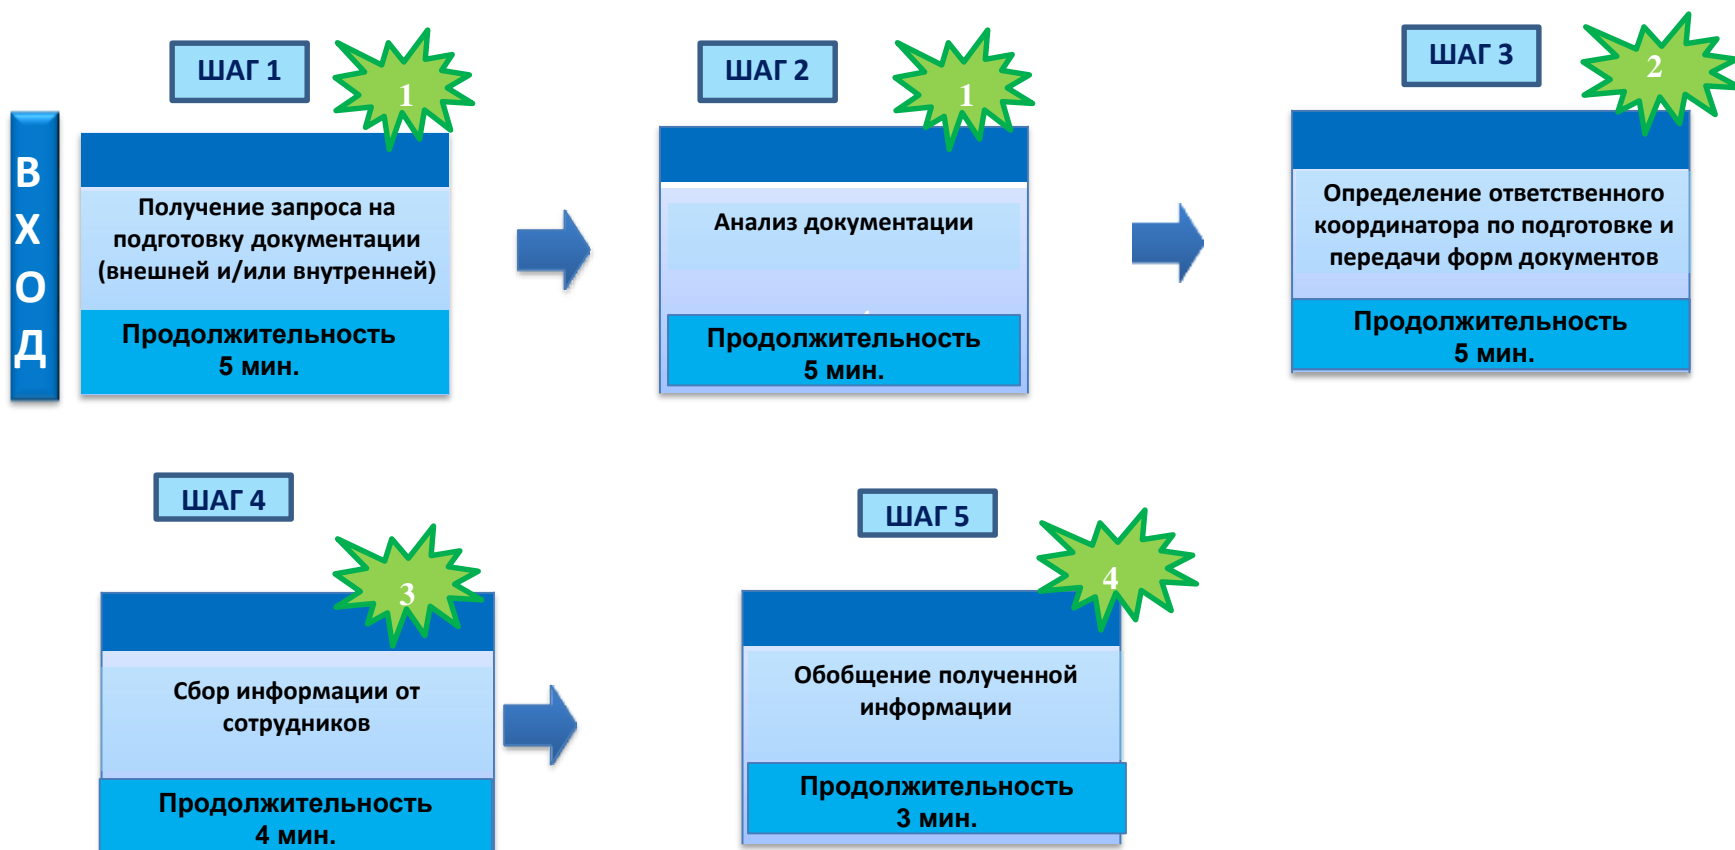 ШАГ 1
1
ШАГ 2
1
ШАГ 3
2
ВХОД
Получение запроса на
подготовку документации
(внешней и/или внутренней)
Продолжительность
5 мин.
Анализ документации
Продолжительность
5 мин.
Определение ответственного
координатора по подготовке и
передачи форм документов
Продолжительность
5 мин.
ШАГ 4
3
ШАГ 5
4
Сбор информации от
сотрудников
Продолжительность
4 мин.
Обобщение полученной
информации
Продолжительность
3 мин.